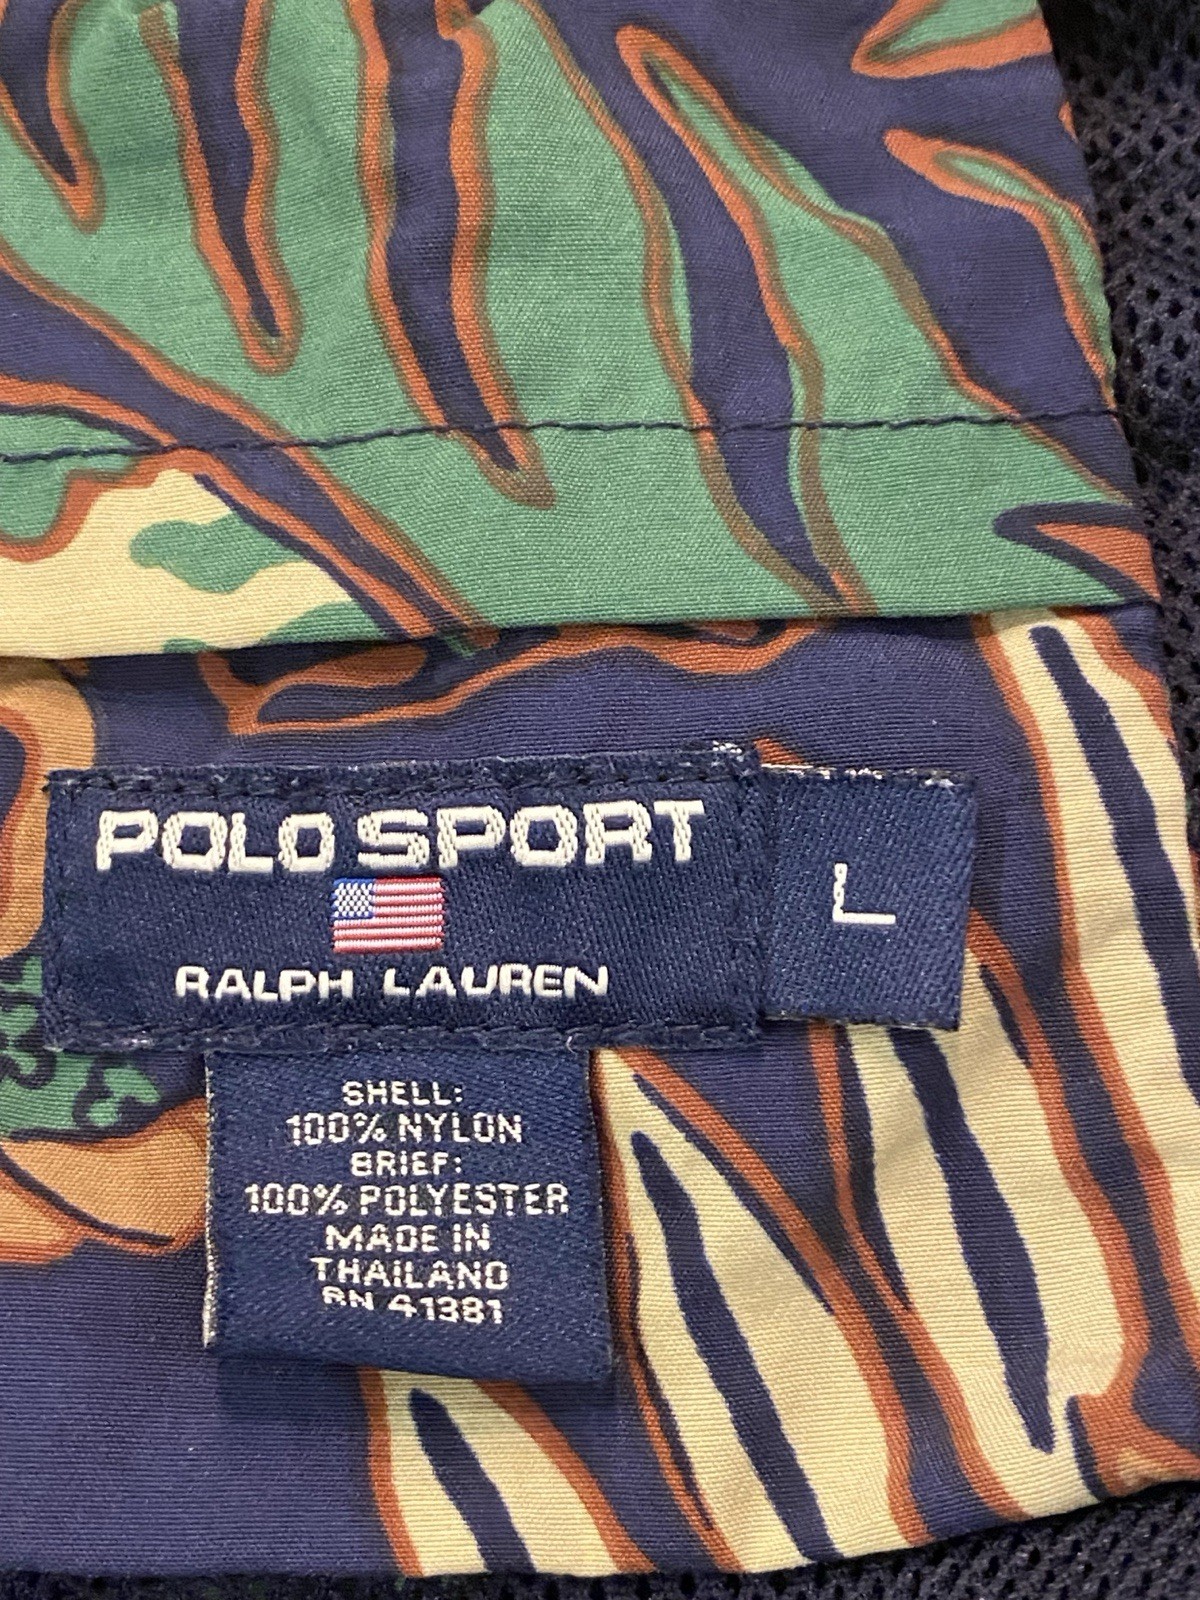 POLO SPORT
RALPH LAUREN
L
SHELL:
100% NYLON
BRIEF:
100% POLYESTER
MADE IN
THAILAND
RN 41381